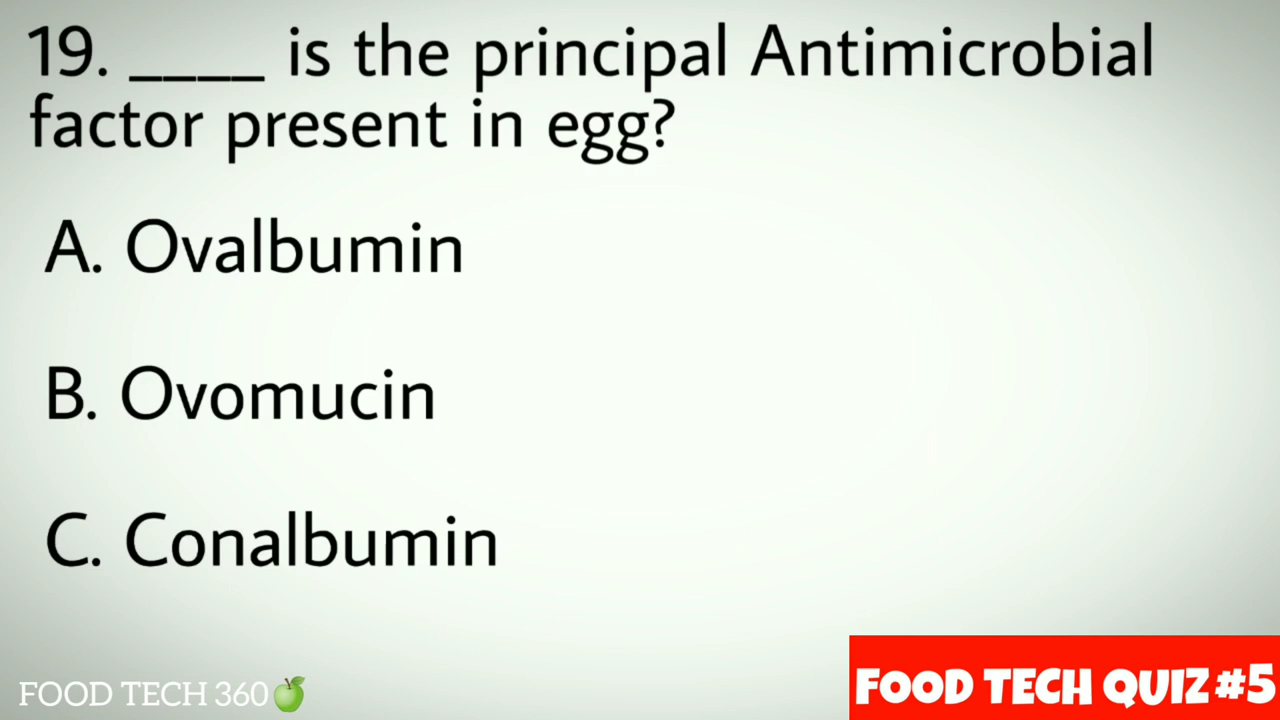 19. ____ is the principal Antimicrobial
factor present in egg?
A. Ovalbumin
B. Ovomucin
C. Conalbumin
FOOD TECH 360
FOOD TECH QUIZ #5